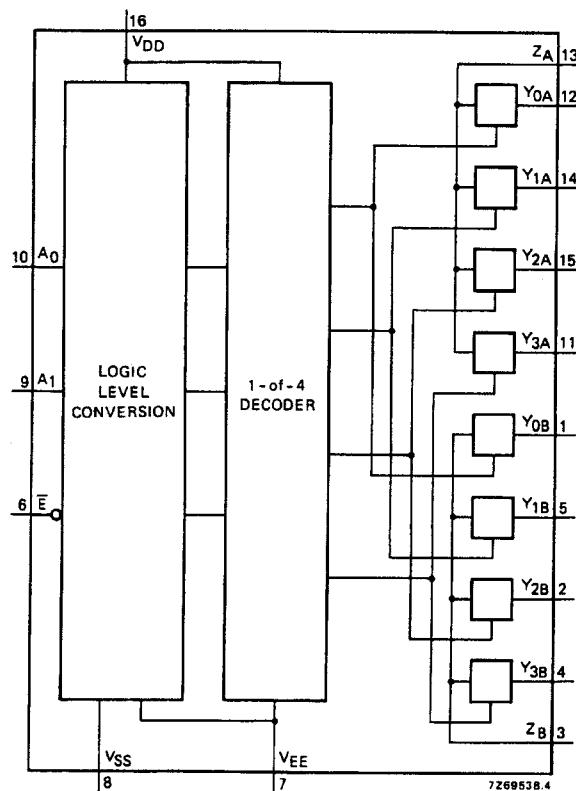 16
VDD
ZA 13
Y0A 12
Y1A 14
10 A0
Y2A 15
Y3A 11
9 A1
LOGIC
LEVEL
CONVERSION
1-of-4
DECODER
Y0B 1
6 E̅
Y1B 5
Y2B 2
Y3B 4
ZB 3
VSS
8
VEE
7
7Z69538.4